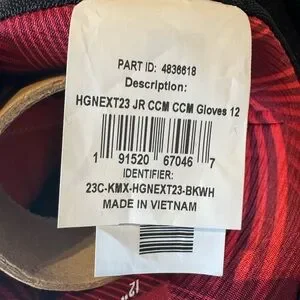 PART ID: 4836618
Description:
HGNEXT23 JR CCM CCM Gloves 12
1 91520 67046 7
IDENTIFIER:
23C-KMX-HGNEXT23-BKWH
MADE IN VIETNAM